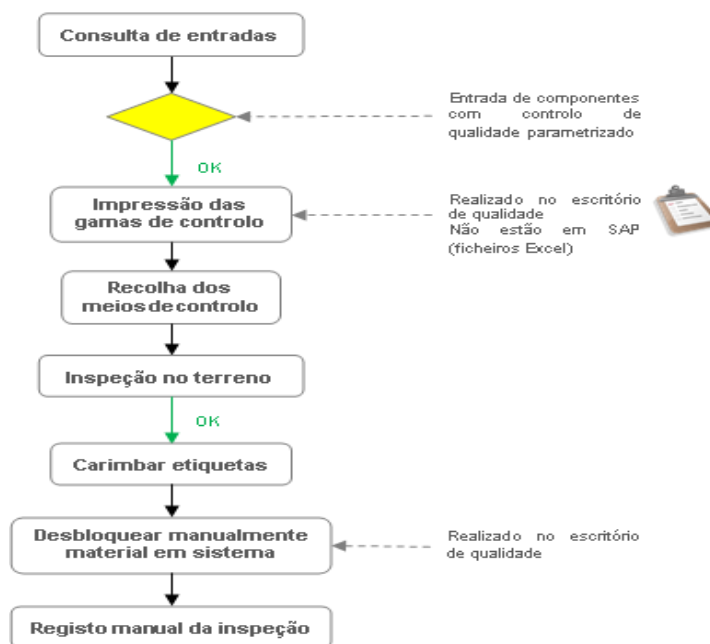 Consulta de entradas
Entrada de componentes
com controlo de
qualidade parametrizado
OK
Impressão das
gamas de controlo
Realizado no escritório
de qualidade
Não estão em SAP
(ficheiros Excel)
Recolha dos
meios de controlo
Inspeção no terreno
OK
Carimbar etiquetas
Desbloquear manualmente
material em sistema
Realizado no escritório
de qualidade
Registo manual da inspeção